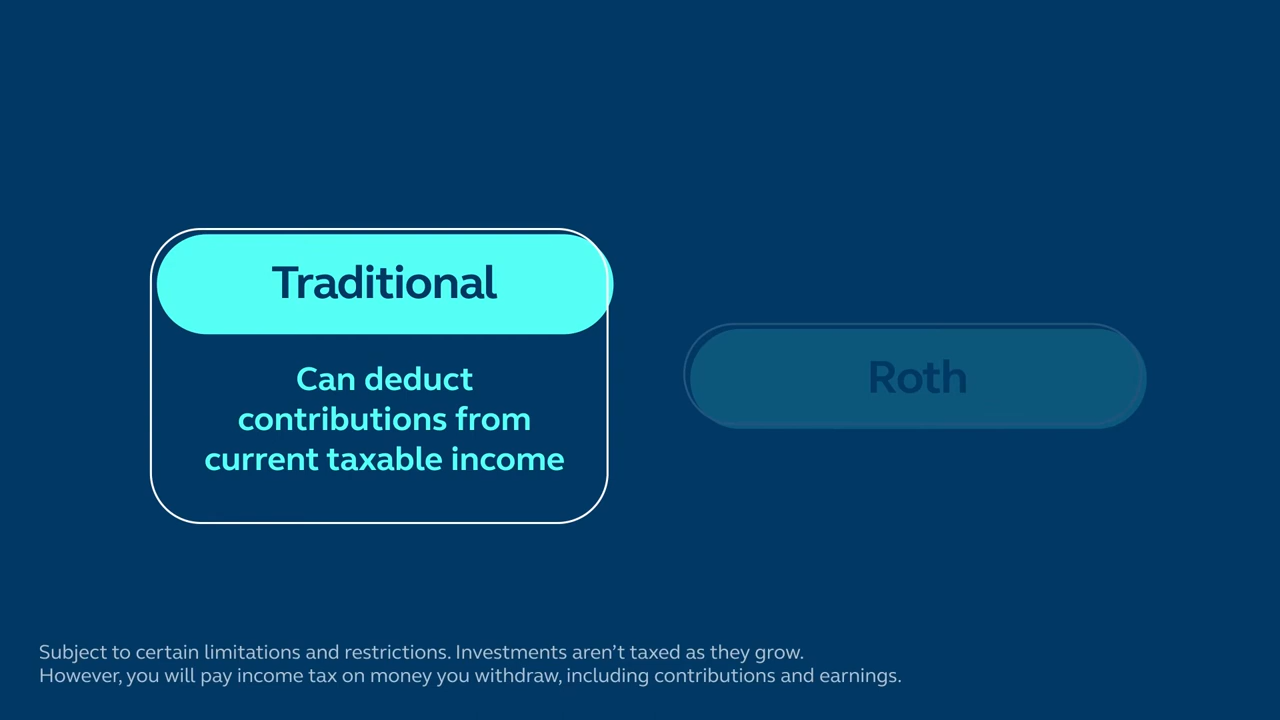 Traditional
Can deduct
contributions from
current taxable income
Roth
Subject to certain limitations and restrictions. Investments aren’t taxed as they grow.
However, you will pay income tax on money you withdraw, including contributions and earnings.